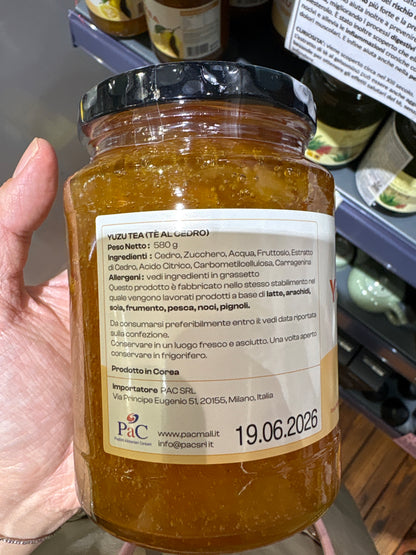 YUZU TEA (TÈ AL CEDRO)
Peso Netto : 580 g
Ingredienti : Cedro, Zucchero, Acqua, Fruttosio, Estratto
di Cedro, Acido Citrico, Carbometilcellulosa, Carragenina
Allergeni : vedi ingredienti in grassetto
Questo prodotto è fabbricato nello stesso stabilimento nel
quale vengono lavorati prodotti a base di latte, arachidi,
soia, frumento, pesca, noci, pignoli.
Da consumarsi preferibilmente entro il: vedi data riportata
sulla confezione.
Conservare in un luogo fresco e asciutto. Una volta aperto
conservare in frigorifero.
Prodotto in Corea
Importatore PAC SRL
Via Principe Eugenio 51, 20155, Milano, Italia
PaC
www.pacmall.it
info@pacsrl.it
19.06.2026